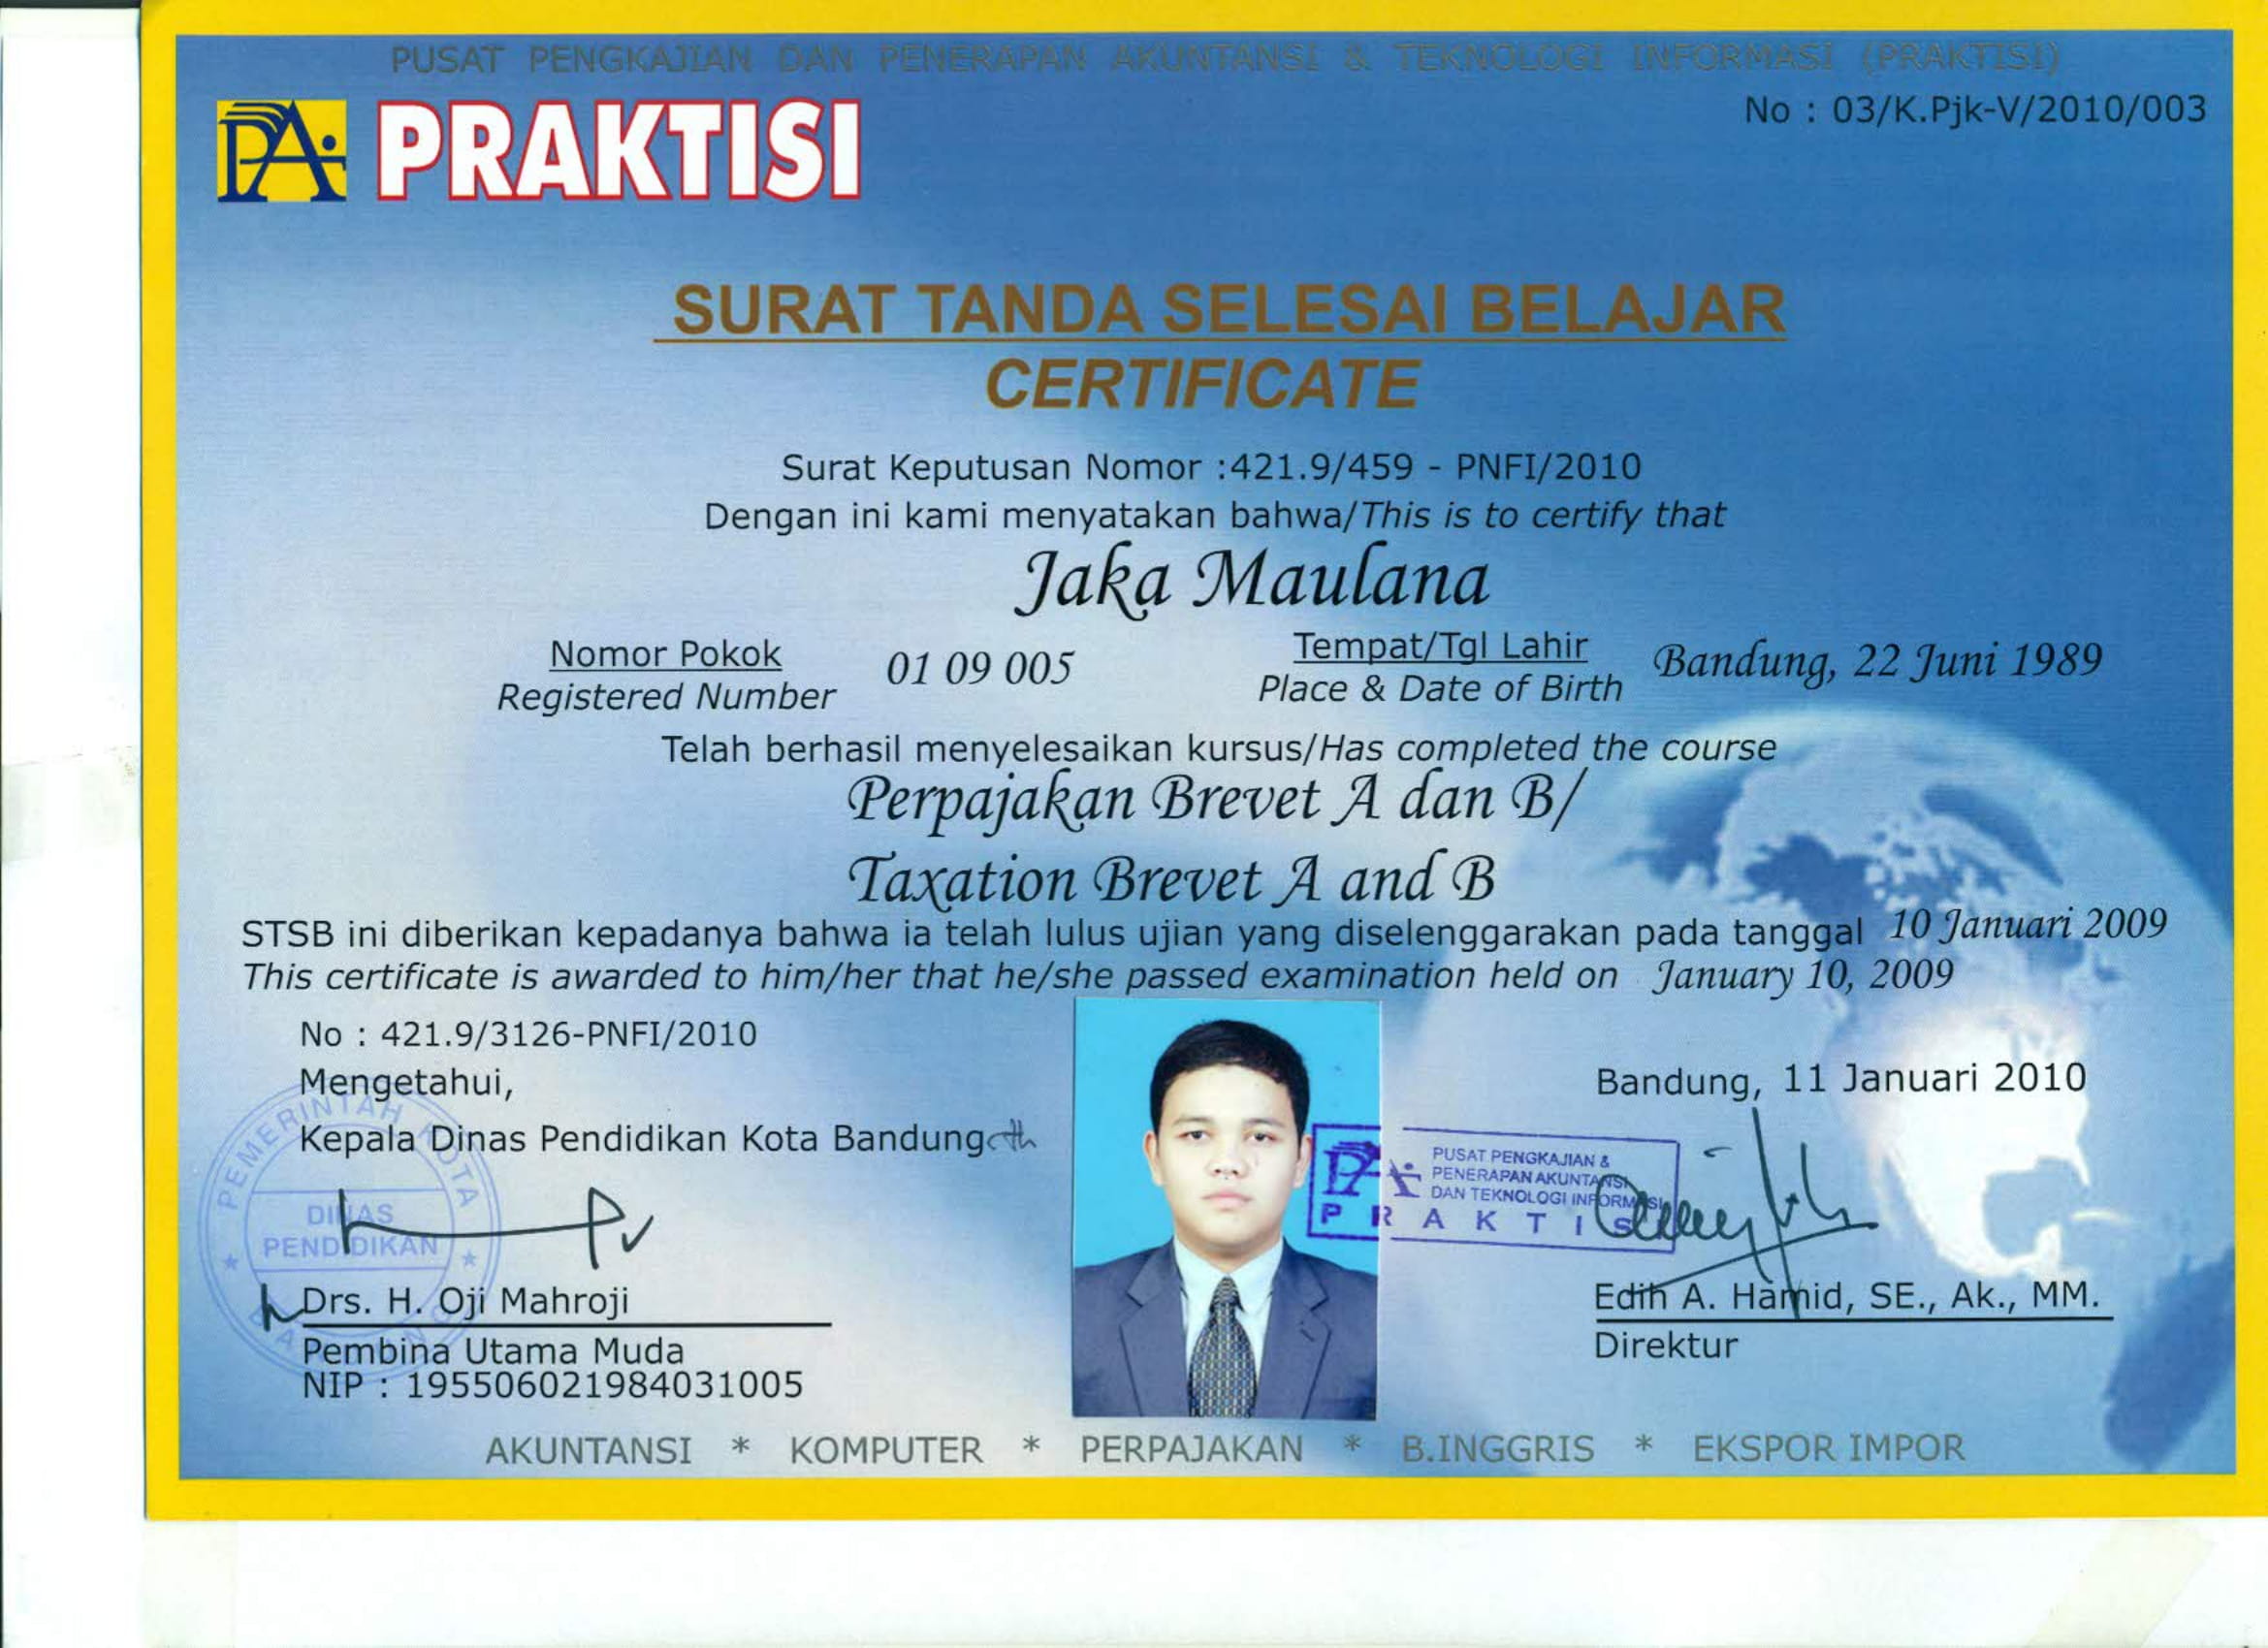 PUSAT PENGKAJIAN DAN PENERAPAN AKUNTANSI & TEKNOLOGI INFORMASI (PRAKTISI)
No : 03/K.Pjk-V/2010/003
PA PRAKTISI
SURAT TANDA SELESAI BELAJAR
CERTIFICATE
Surat Keputusan Nomor :421.9/459 - PNFI/2010
Dengan ini kami menyatakan bahwa/This is to certify that
Jaka Maulana
Nomor Pokok
Registered Number
01 09 005
Tempat/Tgl Lahir
Place & Date of Birth
Bandung, 22 Juni 1989
Telah berhasil menyelesaikan kursus/Has completed the course
Perpajakan Brevet A dan B/
Taxation Brevet A and B
STSB ini diberikan kepadanya bahwa ia telah lulus ujian yang diselenggarakan pada tanggal 10 Januari 2009
This certificate is awarded to him/her that he/she passed examination held on January 10, 2009
No : 421.9/3126-PNFI/2010
Mengetahui,
Kepala Dinas Pendidikan Kota Bandung
PEMERINTAH KOTA
DINAS
PENDIDIKAN
BANDUNG
Drs. H. Oji Mahroji
Pembina Utama Muda
NIP : 195506021984031005
PUSAT PENGKAJIAN &
PENERAPAN AKUNTANSI
DAN TEKNOLOGI INFORMASI
PRAKTISI
Bandung, 11 Januari 2010
Edih A. Hamid, SE., Ak., MM.
Direktur
AKUNTANSI * KOMPUTER * PERPAJAKAN * B.INGGRIS * EKSPOR IMPOR